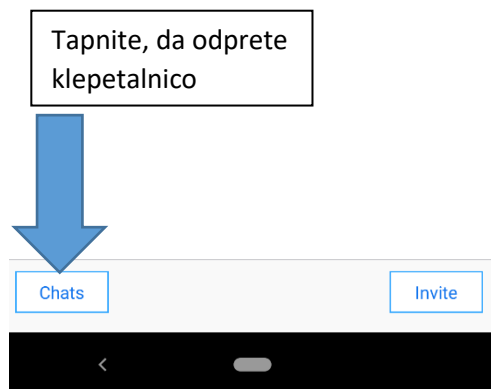 Tapnite, da odprete
klepetalnico
Chats
Invite